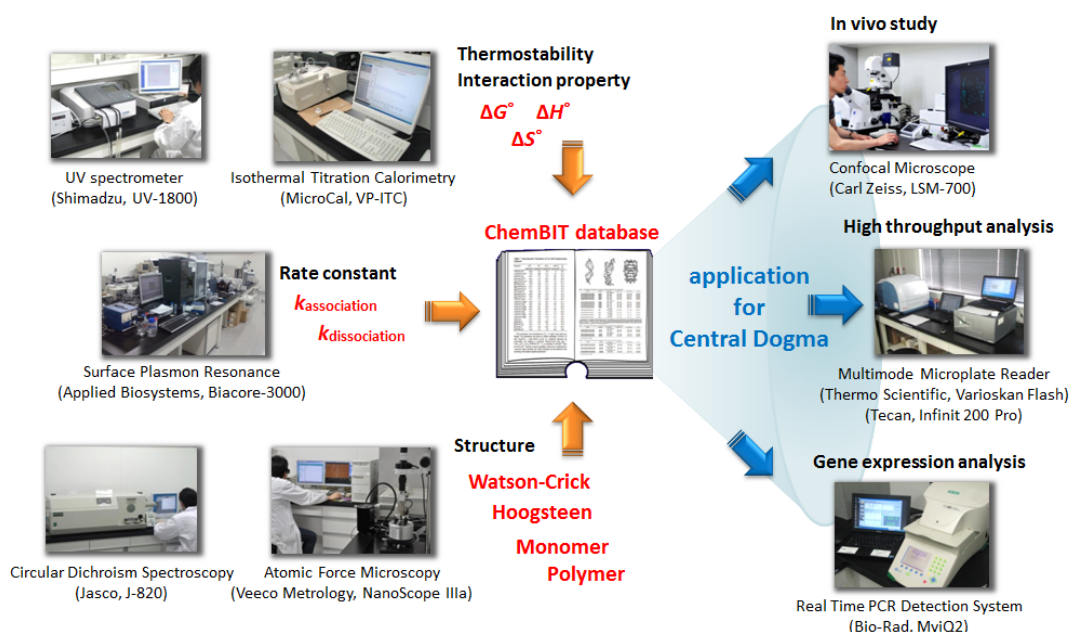 In vivo study
Thermostability
Interaction property
ΔG° ΔH°
ΔS°
UV spectrometer
(Shimadzu, UV-1800)
Isothermal Titration Calorimetry
(MicroCal, VP-ITC)
Confocal Microscope
(Carl Zeiss, LSM-700)
ChemBIT database
High throughput analysis
Rate constant
kassociation
kdissociation
application
for
Central Dogma
Surface Plasmon Resonance
(Applied Biosystems, Biacore-3000)
Multimode Microplate Reader
(Thermo Scientific, Varioskan Flash)
(Tecan, Infinit 200 Pro)
Structure
Watson-Crick
Hoogsteen
Monomer
Polymer
Gene expression analysis
Circular Dichroism Spectroscopy
(Jasco, J-820)
Atomic Force Microscopy
(Veeco Metrology, NanoScope IIIa)
Real Time PCR Detection System
(Bio-Rad, MyiQ2)